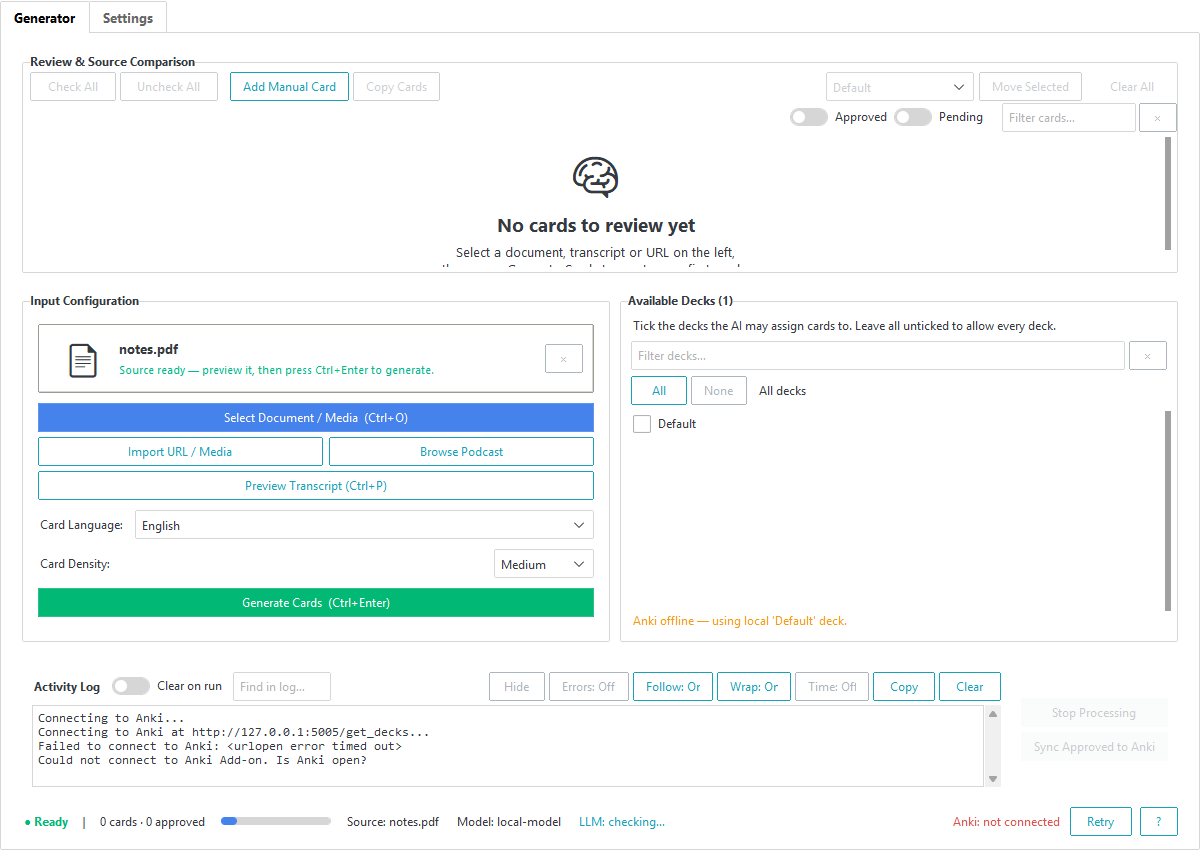 Generator
Settings
Review & Source Comparison
Check All
Uncheck All
Add Manual Card
Copy Cards
Default
Move Selected
Clear All
Approved
Pending
Filter cards...
×
No cards to review yet
Select a document, transcript or URL on the left,
Input Configuration
notes.pdf
Source ready — preview it, then press Ctrl+Enter to generate.
×
Select Document / Media (Ctrl+O)
Import URL / Media
Browse Podcast
Preview Transcript (Ctrl+P)
Card Language:
English
Card Density:
Medium
Generate Cards (Ctrl+Enter)
Available Decks (1)
Tick the decks the AI may assign cards to. Leave all unticked to allow every deck.
Filter decks...
×
All
None
All decks
Default
Anki offline — using local 'Default' deck.
Activity Log
Clear on run
Find in log...
Hide
Errors: Off
Follow: Or
Wrap: Or
Time: Off
Copy
Clear
Connecting to Anki...
Connecting to Anki at http://127.0.0.1:5005/get_decks...
Failed to connect to Anki: <urlopen error timed out>
Could not connect to Anki Add-on. Is Anki open?
Stop Processing
Sync Approved to Anki
● Ready
|
0 cards · 0 approved
Source: notes.pdf
Model: local-model
LLM: checking...
Anki: not connected
Retry
?